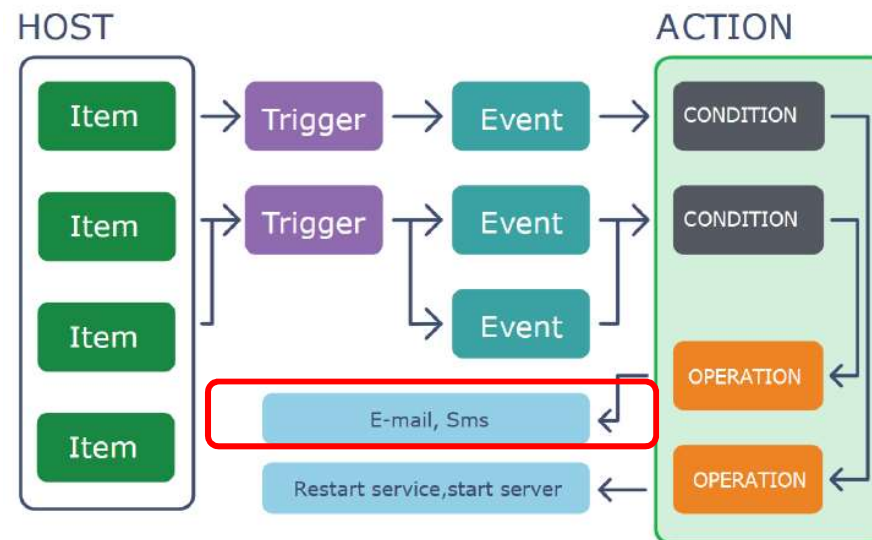 HOST
ACTION
Item
Trigger
Event
CONDITION
Item
Trigger
Event
CONDITION
Item
Event
OPERATION
E-mail, Sms
Item
Restart service,start server
OPERATION